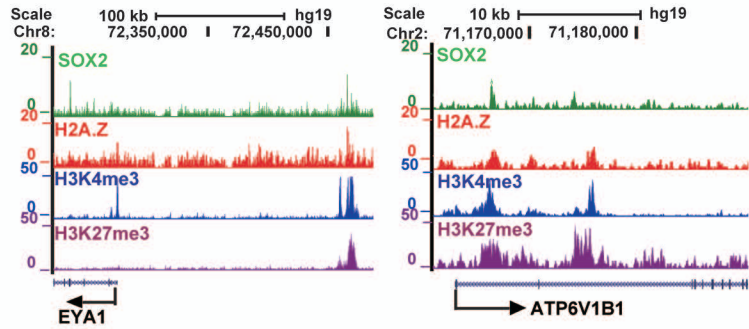 Scale 100 kb hg19
Chr8: 72,350,000 72,450,000
20 SOX2
0
20 H2A.Z
0
50 H3K4me3
0
50 H3K27me3
0
EYA1
Scale 10 kb hg19
Chr2: 71,170,000 71,180,000
20 SOX2
0
20 H2A.Z
0
50 H3K4me3
0
50 H3K27me3
0
ATP6V1B1